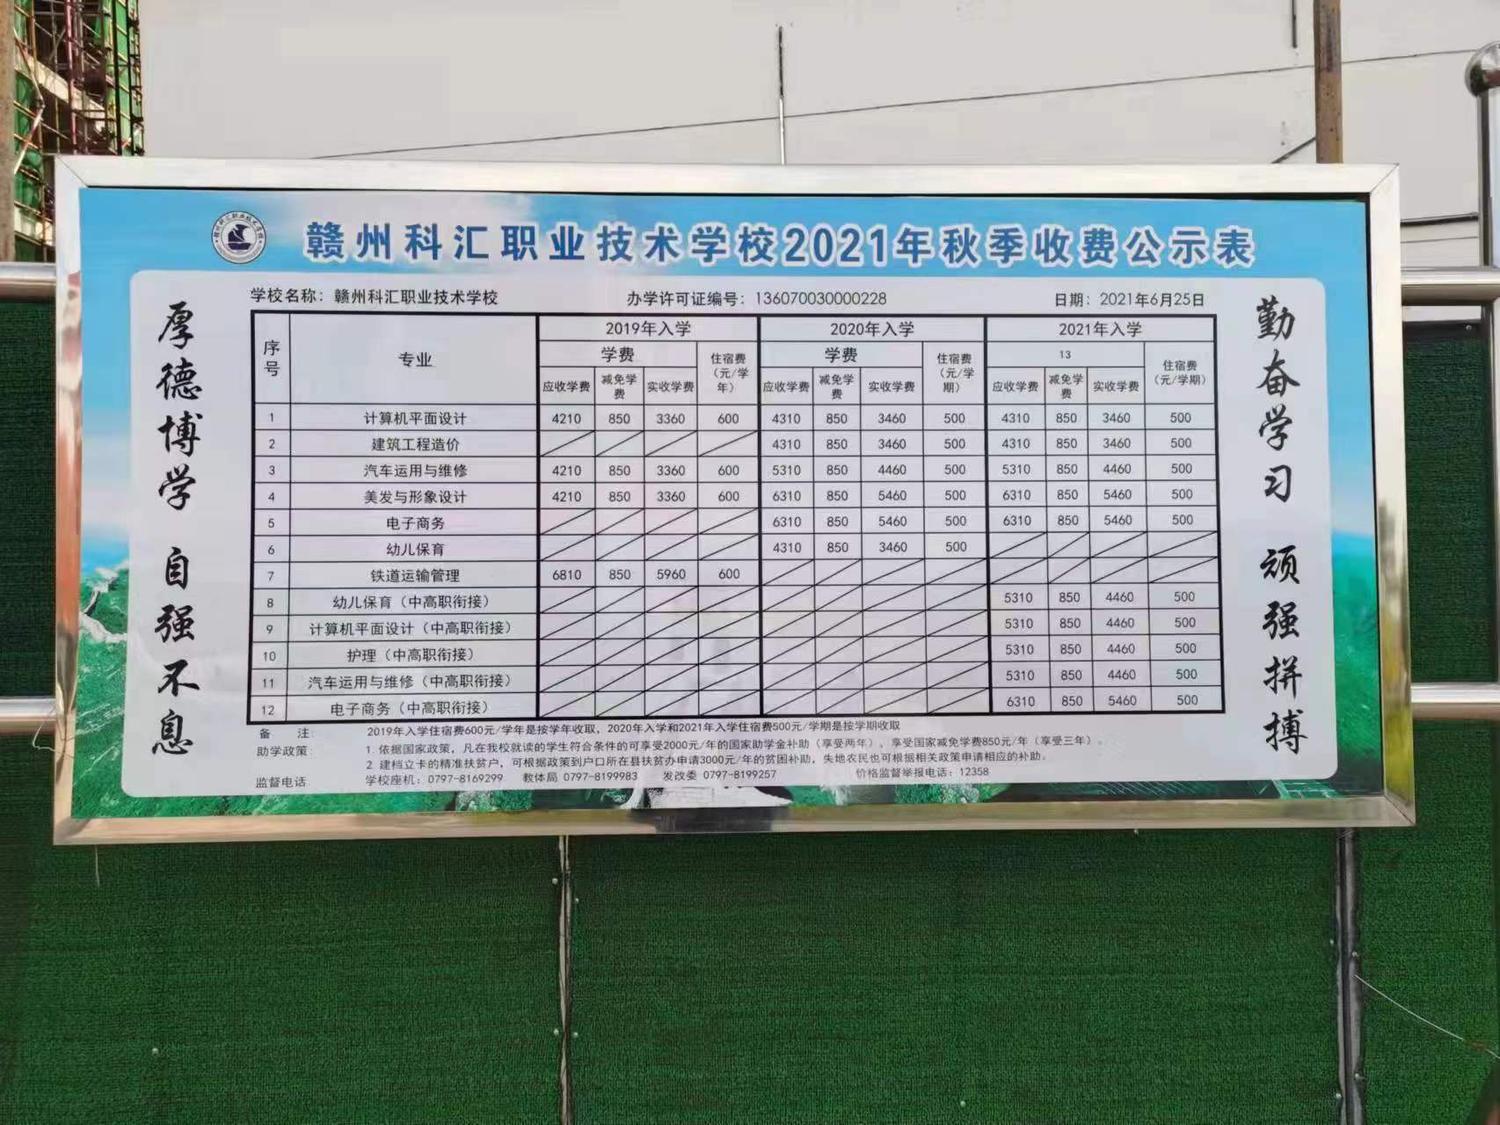 赣州科汇职业技术学校2021年秋季收费公示表
厚德博学 自强不息
学校名称：赣州科汇职业技术学校 办学许可证编号：136070030000228 日期：2021年6月25日
序号 专业 2019年入学 2020年入学 2021年入学
学费 住宿费（元/学年） 学费 住宿费（元/学期） 13 住宿费（元/学期）
应收学费 减免学费 实收学费 应收学费 减免学费 实收学费 应收学费 减免学费 实收学费
1 计算机平面设计 4210 850 3360 600 4310 850 3460 500 4310 850 3460 500
2 建筑工程造价 4310 850 3460 500 4310 850 3460 500
3 汽车运用与维修 4210 850 3360 600 5310 850 4460 500 5310 850 4460 500
4 美发与形象设计 4210 850 3360 600 6310 850 5460 500 6310 850 5460 500
5 电子商务 6310 850 5460 500 6310 850 5460 500
6 幼儿保育 4310 850 3460 500
7 铁道运输管理 6810 850 5960 600
8 幼儿保育（中高职衔接） 5310 850 4460 500
9 计算机平面设计（中高职衔接） 5310 850 4460 500
10 护理（中高职衔接） 5310 850 4460 500
11 汽车运用与维修（中高职衔接） 5310 850 4460 500
12 电子商务（中高职衔接） 6310 850 5460 500
备 注： 2019年入学住宿费600元/学年是按学年收取，2020年入学和2021年入学住宿费500元/学期是按学期收取
助学政策： 1. 依据国家政策，凡在我校就读的学生符合条件的可享受2000元/年的国家助学金补助（享受两年），享受国家减免学费850元/年（享受三年）。
2 建档立卡的精准扶贫户，可根据政策到户口所在县扶贫办申请3000元/年的贫困补助，失地农民也可根据相关政策申请相应的补助。
监督电话 学校座机：0797-8169299 教体局 0797-8199983 发改委 0797-8199257 价格监督举报电话：12358
勤奋学习 顽强拼搏